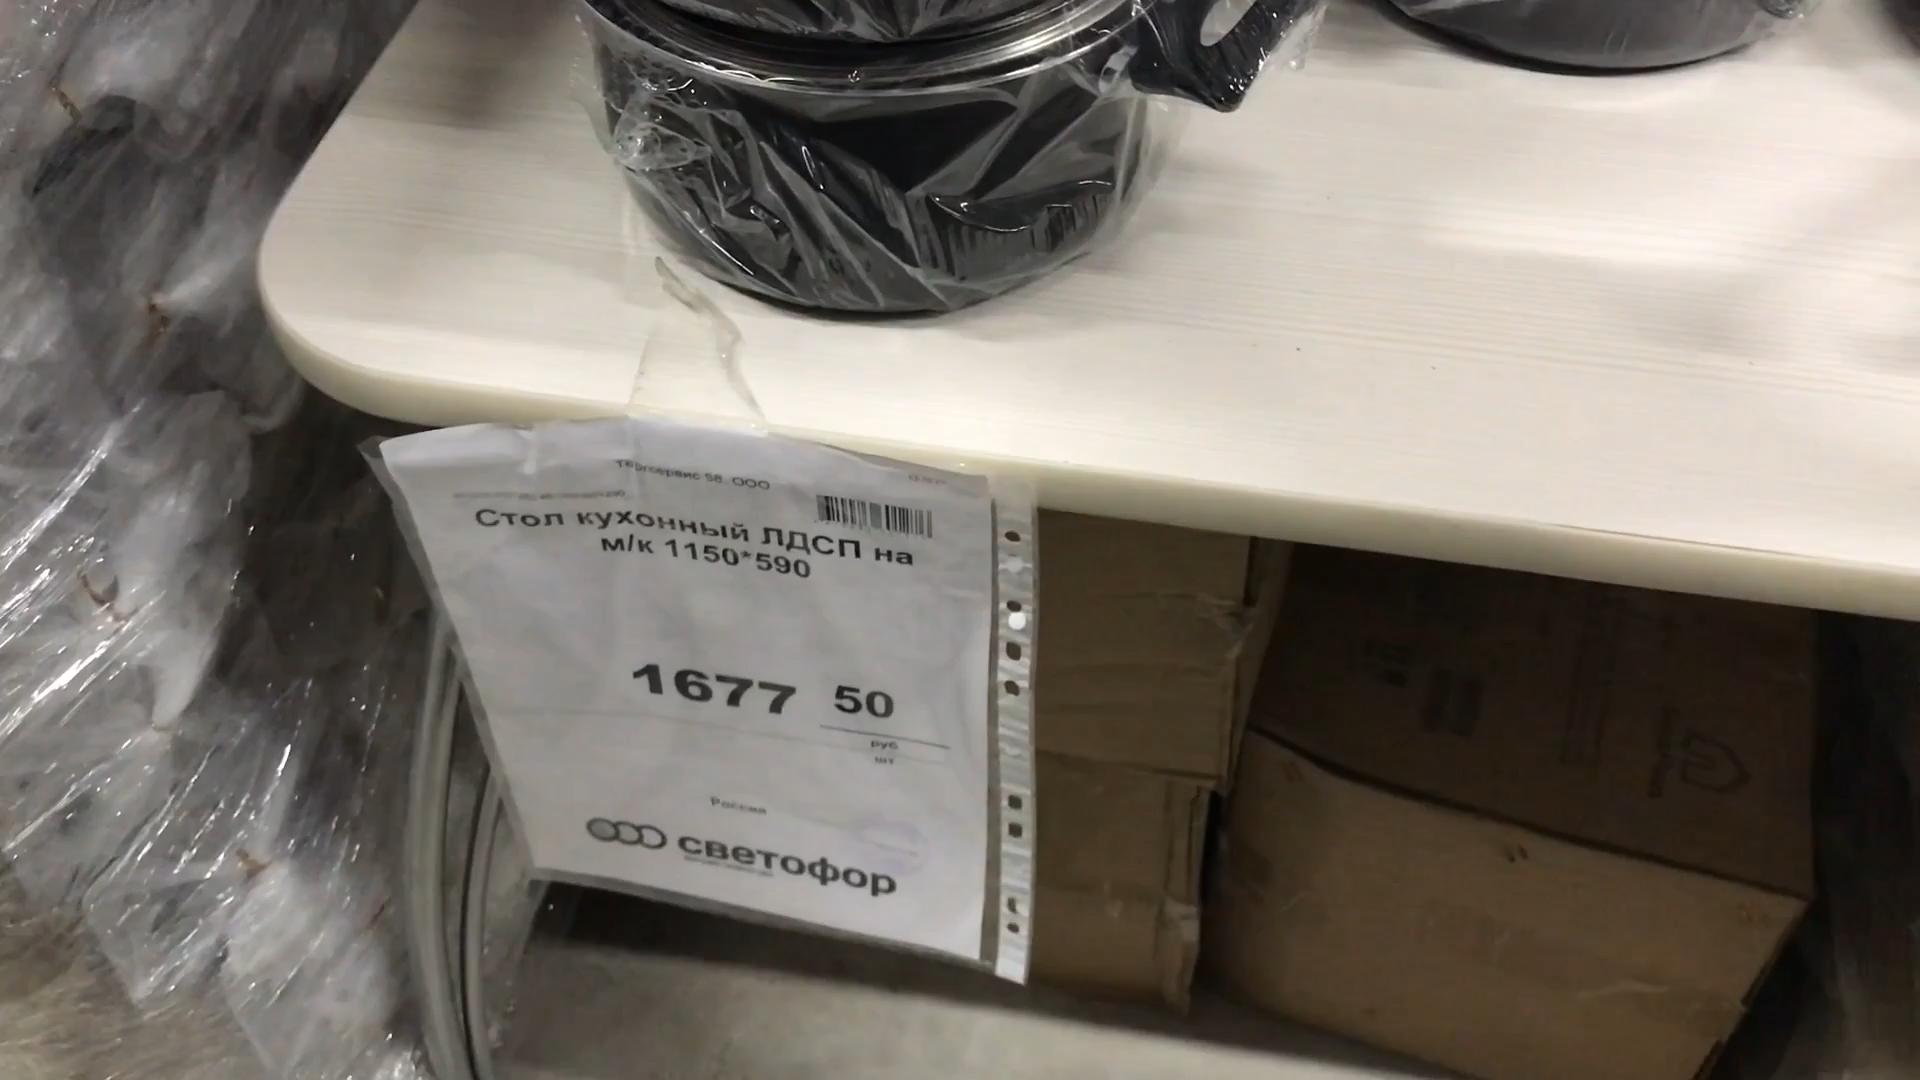 Торгсервис 58, ООО
Стол кухонный ЛДСП на
м/к 1150*590
1677 50
руб
шт
Россия
светофор